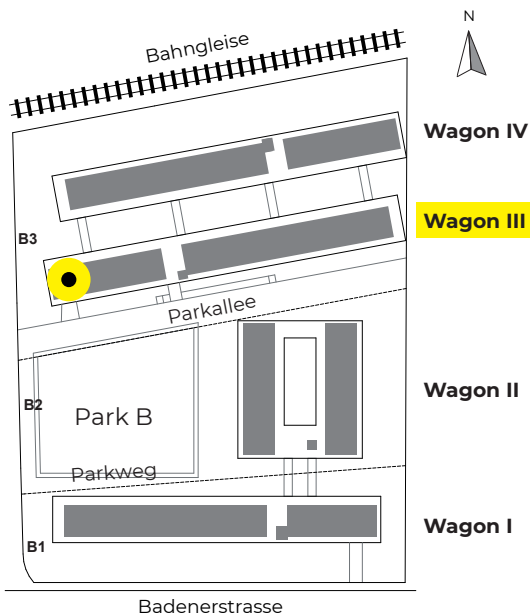 N
Bahngleise
Wagon IV
Wagon III
B3
Parkallee
Wagon II
B2
Park B
Parkweg
Wagon I
B1
Badenerstrasse